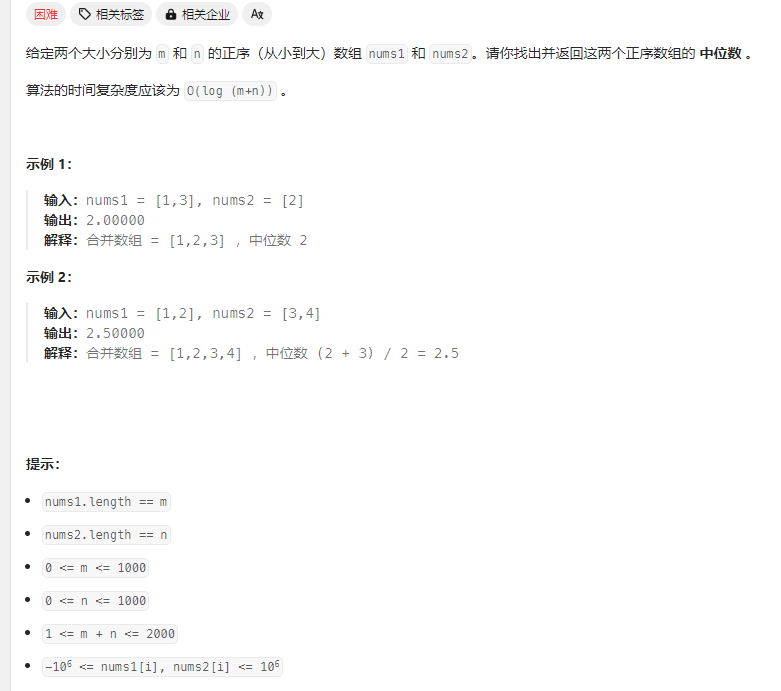 困难 相关标签 相关企业 A文
给定两个大小分别为 m 和 n 的正序（从小到大）数组 nums1 和 nums2。请你找出并返回这两个正序数组的 中位数 。
算法的时间复杂度应该为 O(log (m+n)) 。
示例 1：
输入：nums1 = [1,3], nums2 = [2]
输出：2.00000
解释：合并数组 = [1,2,3] ，中位数 2
示例 2：
输入：nums1 = [1,2], nums2 = [3,4]
输出：2.50000
解释：合并数组 = [1,2,3,4] ，中位数 (2 + 3) / 2 = 2.5
提示：
nums1.length == m
nums2.length == n
0 <= m <= 1000
0 <= n <= 1000
1 <= m + n <= 2000
-10⁶ <= nums1[i], nums2[i] <= 10⁶